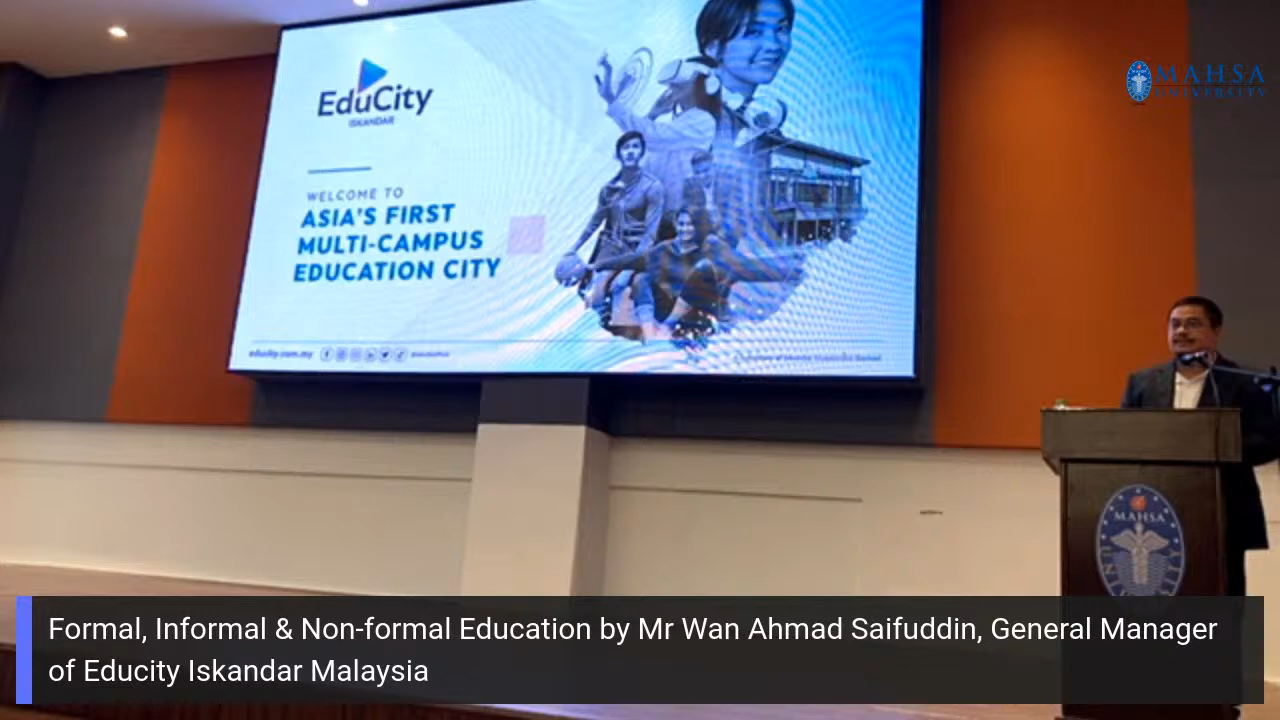 EduCity
ISKANDAR
WELCOME TO
ASIA'S FIRST
MULTI-CAMPUS
EDUCATION CITY
educity.com.my
MAHSA
UNIVERSITY
MAHSA
Formal, Informal & Non-formal Education by Mr Wan Ahmad Saifuddin, General Manager
of Educity Iskandar Malaysia